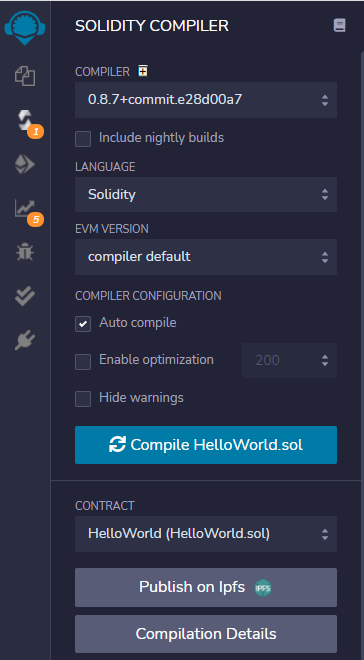 SOLIDITY COMPILER
COMPILER
0.8.7+commit.e28d00a7
Include nightly builds
1
LANGUAGE
Solidity
5
EVM VERSION
compiler default
COMPILER CONFIGURATION
Auto compile
Enable optimization 200
Hide warnings
Compile HelloWorld.sol
CONTRACT
HelloWorld (HelloWorld.sol)
Publish on Ipfs IPFS
Compilation Details